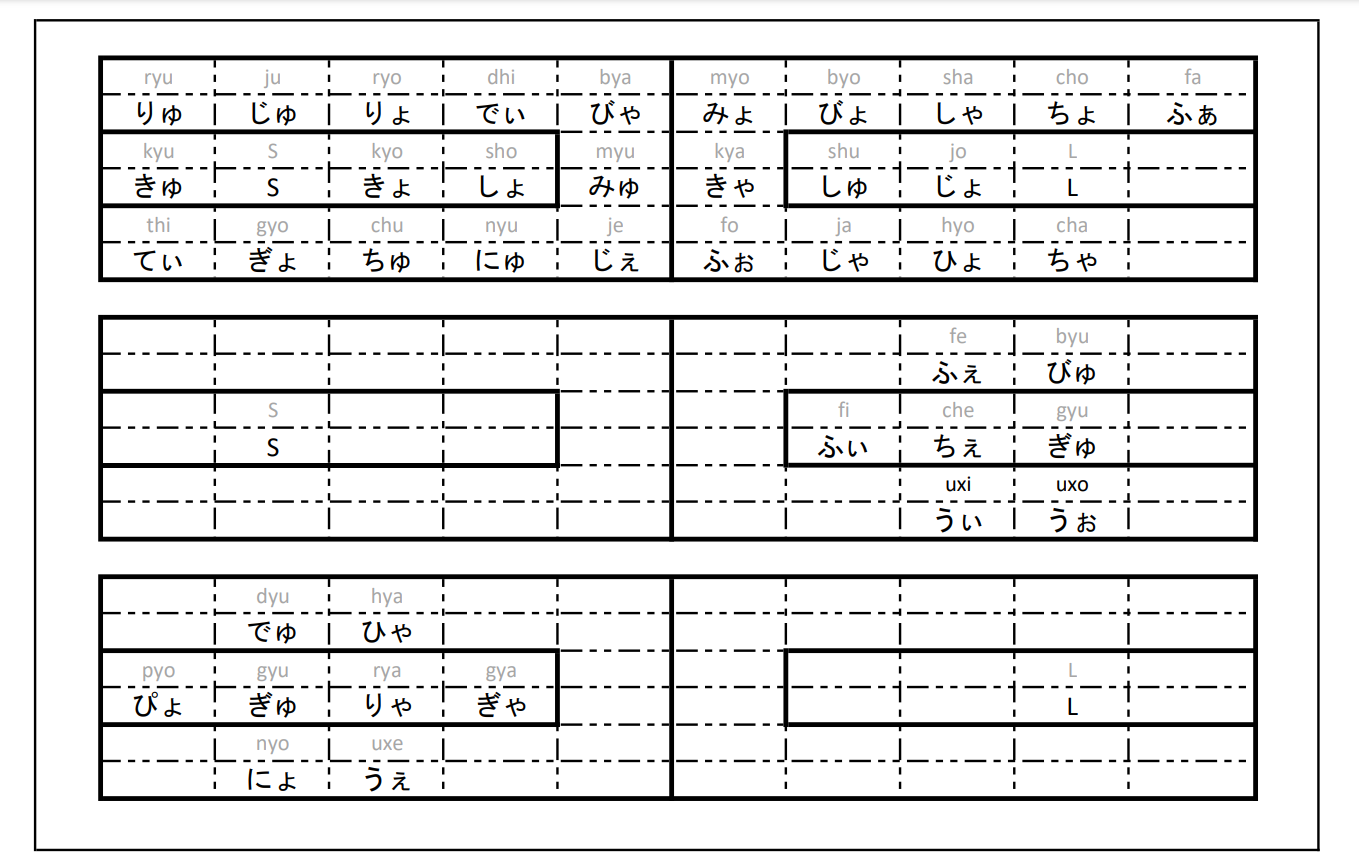 ryu ju ryo dhi bya myo byo sha cho fa
りゅ じゅ りょ でぃ びゃ みょ びょ しゃ ちょ ふぁ
kyu S kyo sho myu kya shu jo L
きゅ S きょ しょ みゅ きゃ しゅ じょ L
thi gyo chu nyu je fo ja hyo cha
てぃ ぎょ ちゅ にゅ じぇ ふぉ じゃ ひょ ちゃ
fe byu
ふぇ びゅ
S fi che gyu
S ふぃ ちぇ ぎゅ
uxi uxo
うぃ うぉ
dyu hya
でゅ ひゃ
pyo gyu rya gya L
ぴょ ぎゅ りゃ ぎゃ L
nyo uxe
にょ うぇ